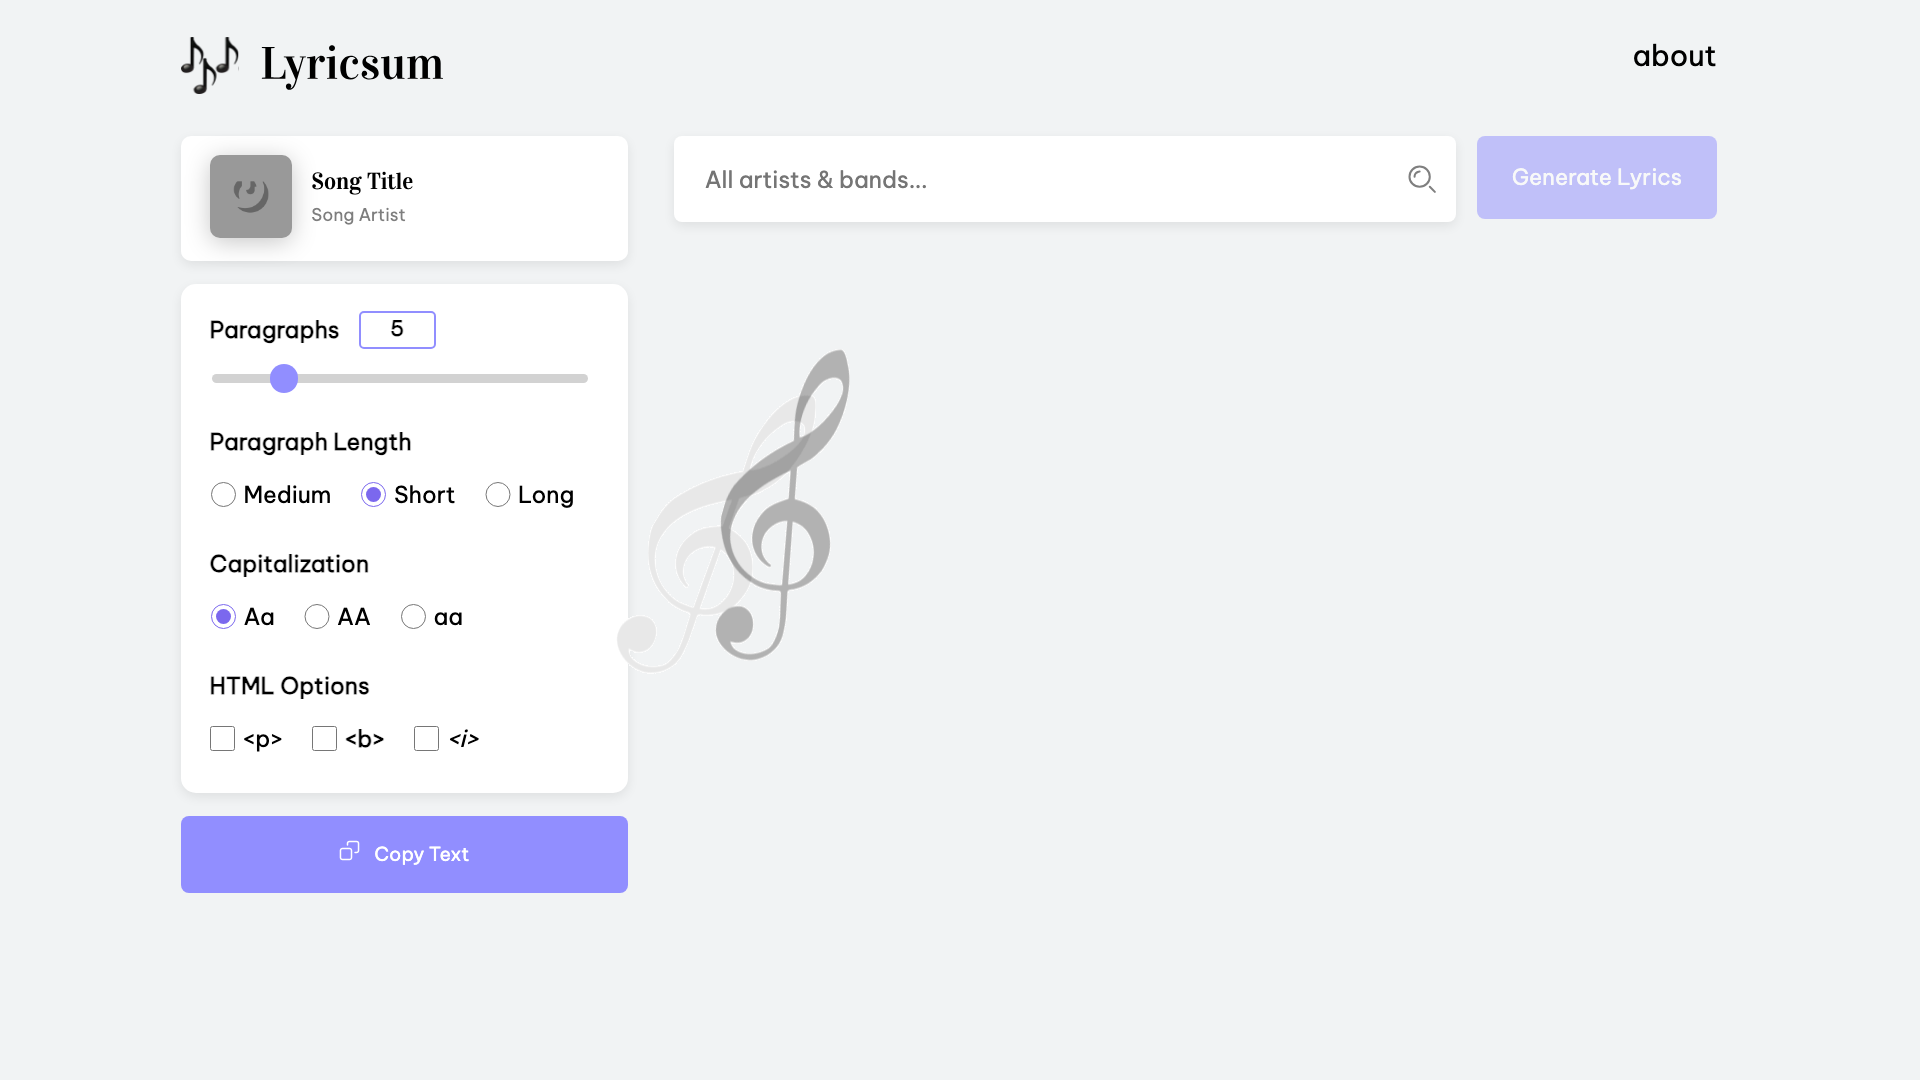 Lyricsum
about
Song Title
Song Artist
All artists & bands...
Generate Lyrics
Paragraphs 5
Paragraph Length
Medium Short Long
Capitalization
Aa AA aa
HTML Options
<p> <b> <i>
Copy Text